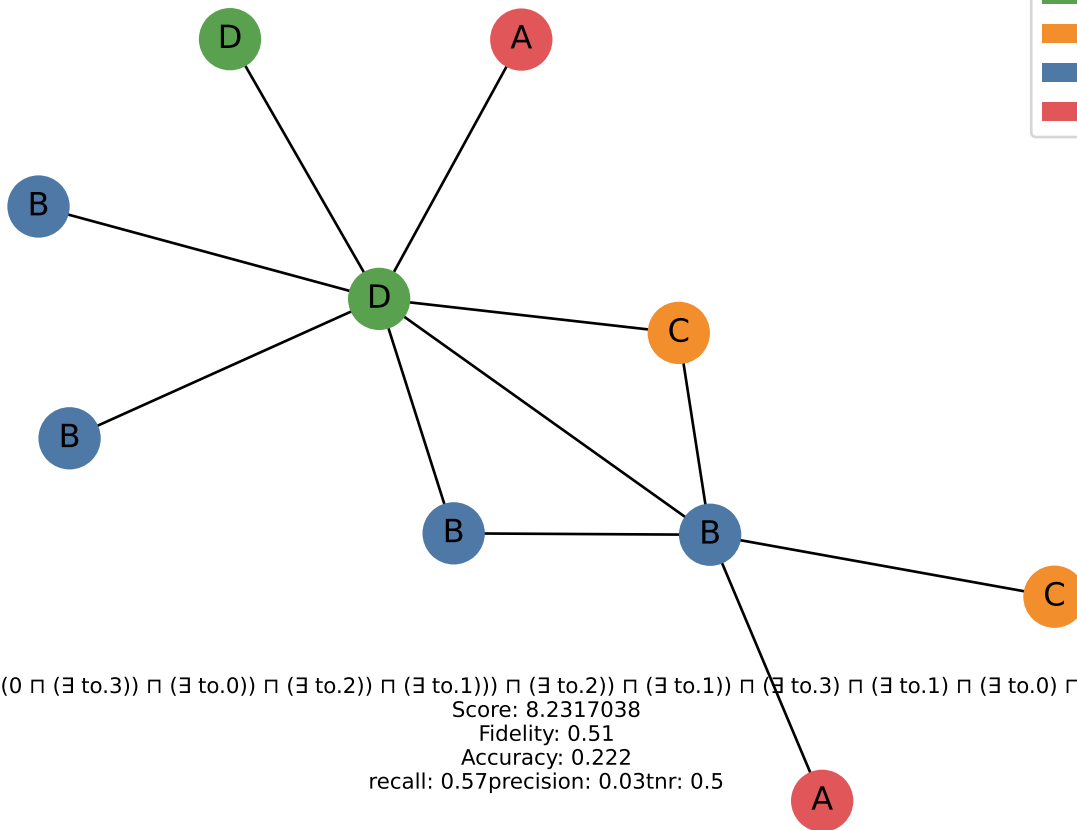 D
A
B
D
C
B
B
B
C
(0 ⊓ (∃ to.3)) ⊓ (∃ to.0)) ⊓ (∃ to.2)) ⊓ (∃ to.1))) ⊓ (∃ to.2)) ⊓ (∃ to.1)) ⊓ (∃ to.3) ⊓ (∃ to.1) ⊓ (∃ to.0) ⊓
Score: 8.2317038
Fidelity: 0.51
Accuracy: 0.222
recall: 0.57precision: 0.03tnr: 0.5
A